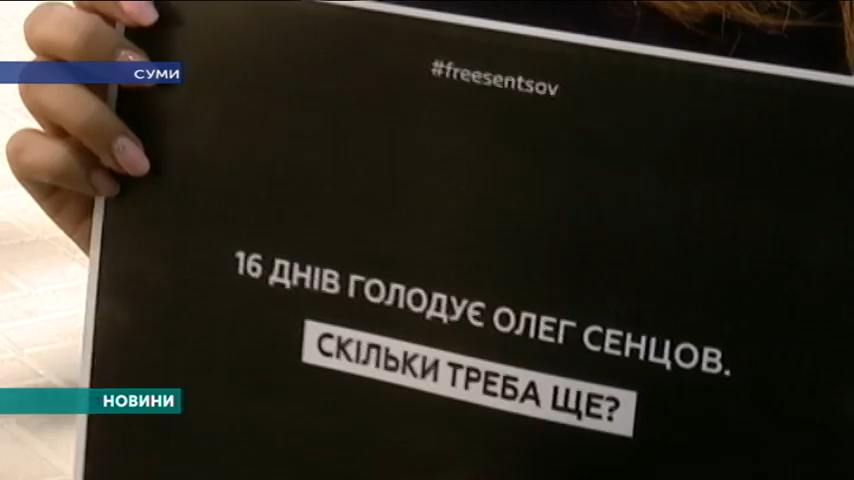 СУМИ
#freesentsov
16 ДНІВ ГОЛОДУЄ ОЛЕГ СЕНЦОВ.
СКІЛЬКИ ТРЕБА ЩЕ?
НОВИНИ